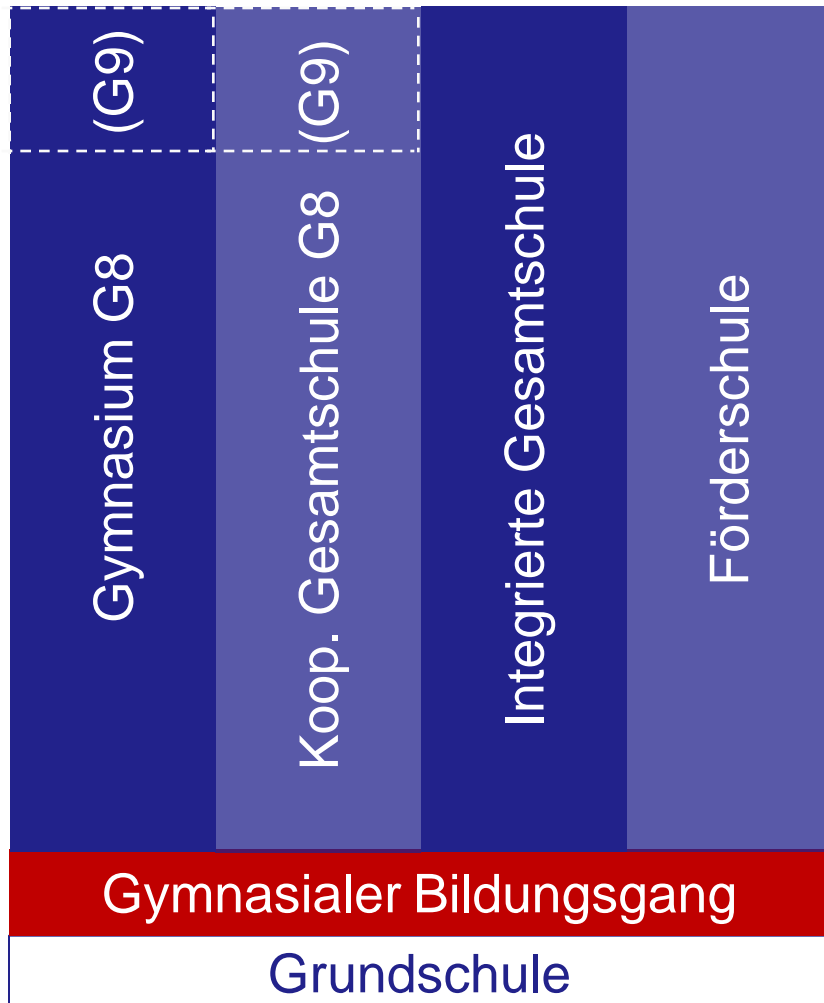 (G9)
Gymnasium G8
(G9)
Koop. Gesamtschule G8
Integrierte Gesamtschule
Förderschule
Gymnasialer Bildungsgang
Grundschule